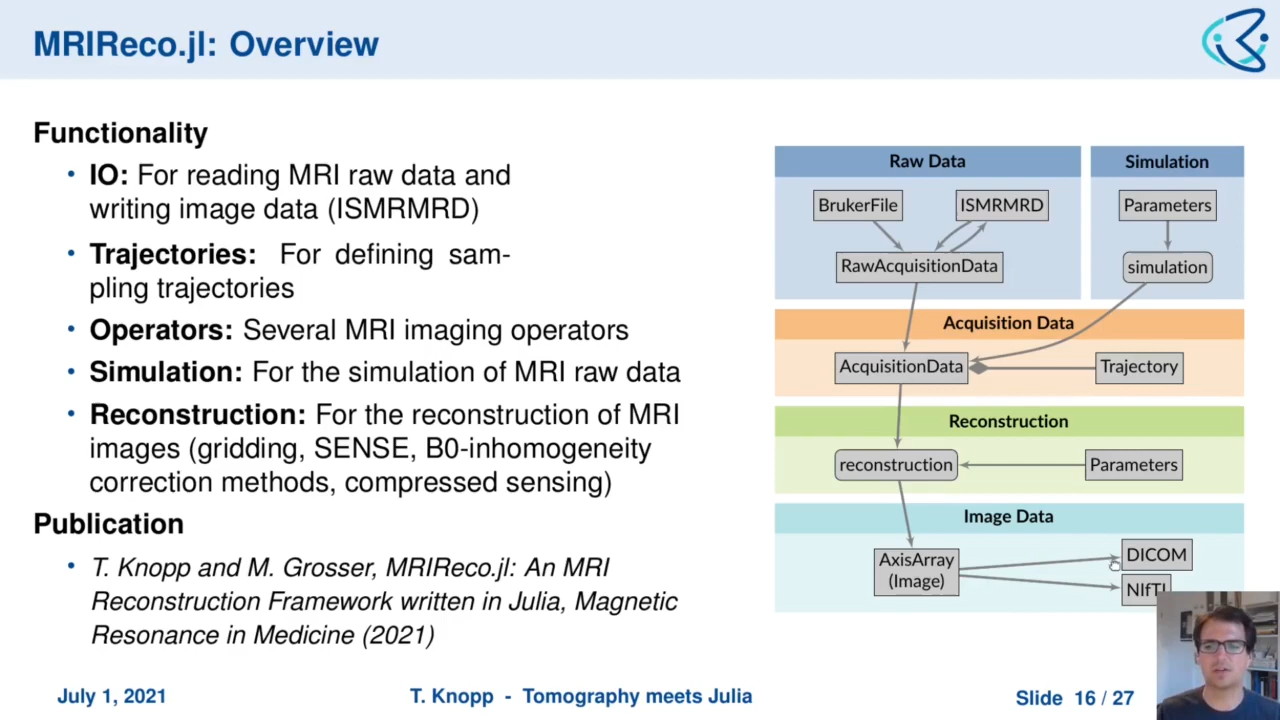 MRIReco.jl: Overview
Functionality
• IO: For reading MRI raw data and
writing image data (ISMRMRD)
• Trajectories: For defining sam-
pling trajectories
• Operators: Several MRI imaging operators
• Simulation: For the simulation of MRI raw data
• Reconstruction: For the reconstruction of MRI
images (gridding, SENSE, B0-inhomogeneity
correction methods, compressed sensing)
Publication
• T. Knopp and M. Grosser, MRIReco.jl: An MRI
Reconstruction Framework written in Julia, Magnetic
Resonance in Medicine (2021)
Raw Data
Simulation
BrukerFile
ISMRMRD
Parameters
RawAcquisitionData
simulation
Acquisition Data
AcquisitionData
Trajectory
Reconstruction
reconstruction
Parameters
Image Data
AxisArray
(Image)
DICOM
NIfTI
July 1, 2021
T. Knopp - Tomography meets Julia
Slide 16 / 27